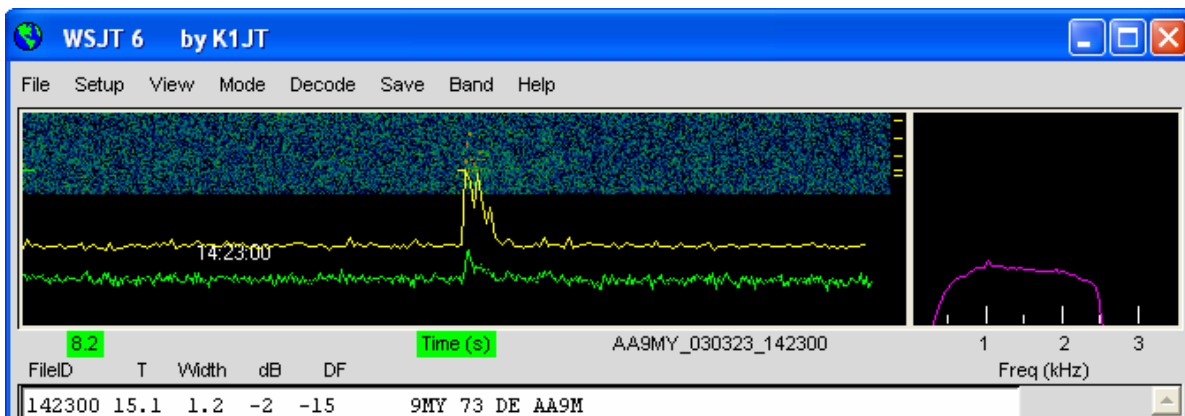 WSJT 6 by K1JT
File Setup View Mode Decode Save Band Help
14:23:00
8.2 Time (s) AA9MY_030323_142300 1 2 3
FileID T Width dB DF Freq (kHz)
142300 15.1 1.2 -2 -15 9MY 73 DE AA9M